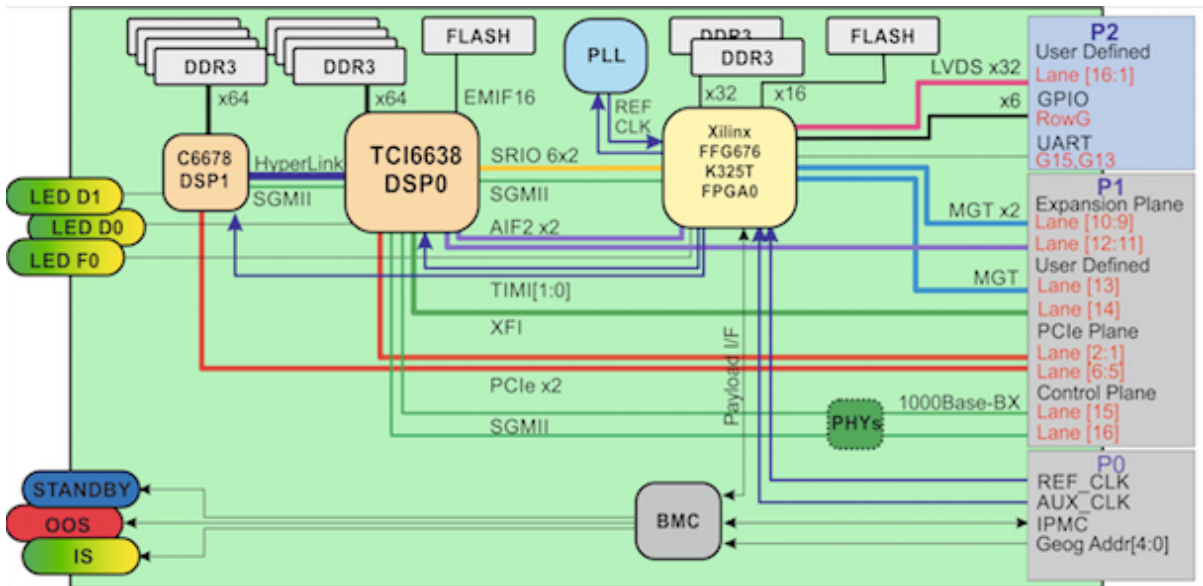 DDR3
DDR3
FLASH
PLL
DDR3
DDR3
FLASH
x64
x64
EMIF16
REF
CLK
x32
x16
LVDS x32
x6
P2
User Defined
Lane [16:1]
GPIO
RowG
UART
G15,G13
C6678
DSP1
HyperLink
SGMII
TCI6638
DSP0
SRIO 6x2
SGMII
AIF2 x2
Xilinx
FFG676
K325T
FPGA0
LED D1
LED D0
LED F0
MGT x2
MGT
P1
Expansion Plane
Lane [10:9]
Lane [12:11]
User Defined
Lane [13]
Lane [14]
PCIe Plane
Lane [2:1]
Lane [6:5]
Control Plane
Lane [15]
Lane [16]
TIMI[1:0]
XFI
PCIe x2
SGMII
Payload I/F
1000Base-BX
PHYs
STANDBY
OOS
IS
BMC
P0
REF_CLK
AUX_CLK
IPMC
Geog Addr[4:0]